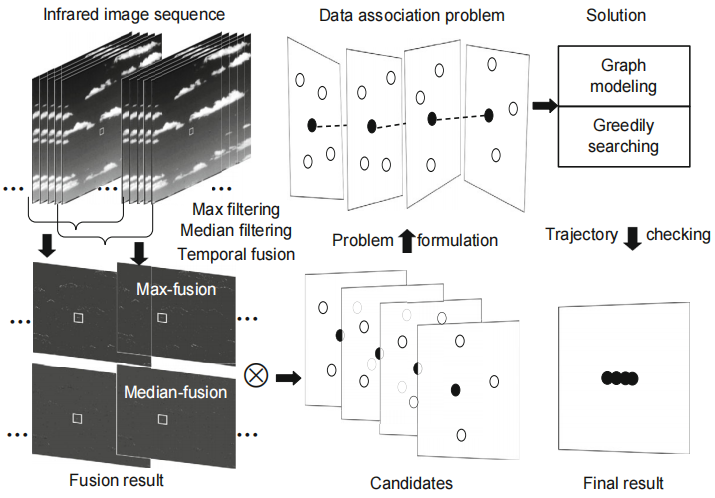 Infrared image sequence
Data association problem
Solution
Graph
modeling
Greedily
searching
...
...
...
Max filtering
Median filtering
Temporal fusion
Problem formulation
Trajectory checking
Max-fusion
...
...
Median-fusion
...
...
Fusion result
Candidates
Final result